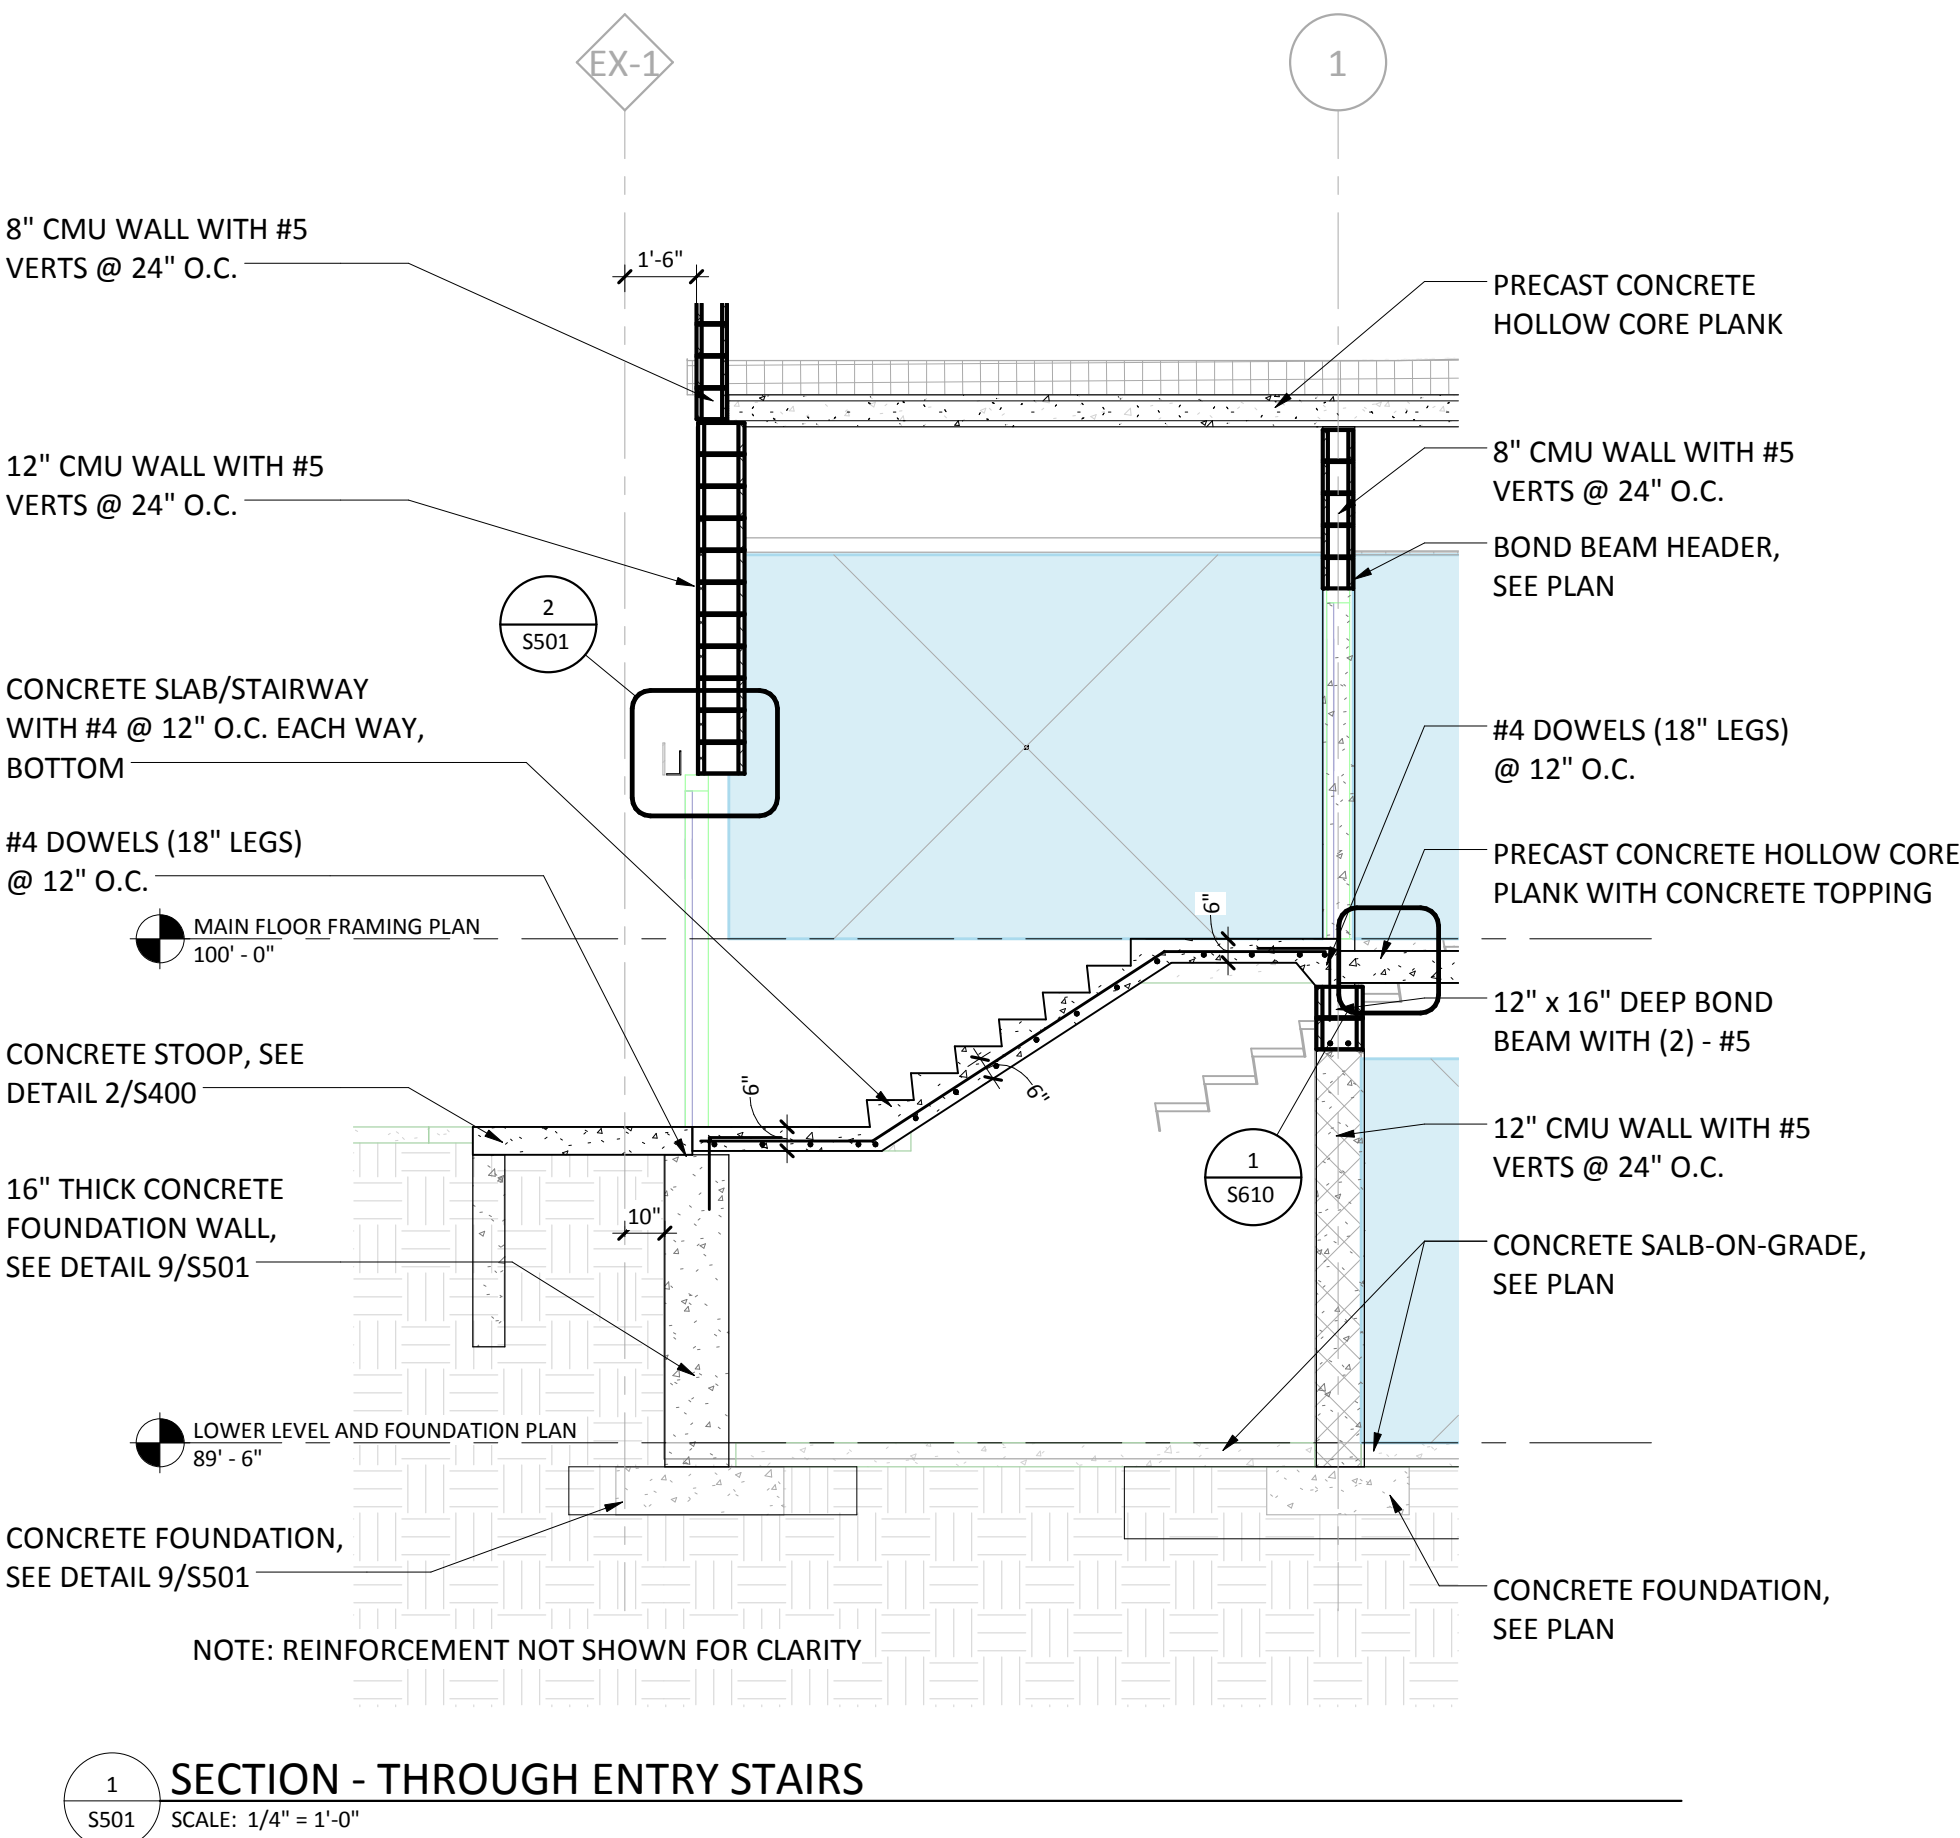 EX-1
1
8" CMU WALL WITH #5
VERTS @ 24" O.C.
1'-6"
PRECAST CONCRETE
HOLLOW CORE PLANK
12" CMU WALL WITH #5
VERTS @ 24" O.C.
8" CMU WALL WITH #5
VERTS @ 24" O.C.
BOND BEAM HEADER,
SEE PLAN
2
S501
CONCRETE SLAB/STAIRWAY
WITH #4 @ 12" O.C. EACH WAY,
BOTTOM
#4 DOWELS (18" LEGS)
@ 12" O.C.
#4 DOWELS (18" LEGS)
@ 12" O.C.
PRECAST CONCRETE HOLLOW CORE
PLANK WITH CONCRETE TOPPING
MAIN FLOOR FRAMING PLAN
100' - 0"
6"
12" x 16" DEEP BOND
BEAM WITH (2) - #5
CONCRETE STOOP, SEE
DETAIL 2/S400
6"
6"
12" CMU WALL WITH #5
VERTS @ 24" O.C.
1
S610
16" THICK CONCRETE
FOUNDATION WALL,
SEE DETAIL 9/S501
10"
CONCRETE SALB-ON-GRADE,
SEE PLAN
LOWER LEVEL AND FOUNDATION PLAN
89' - 6"
CONCRETE FOUNDATION,
SEE DETAIL 9/S501
CONCRETE FOUNDATION,
SEE PLAN
NOTE: REINFORCEMENT NOT SHOWN FOR CLARITY
1
S501
SECTION - THROUGH ENTRY STAIRS
SCALE: 1/4" = 1'-0"